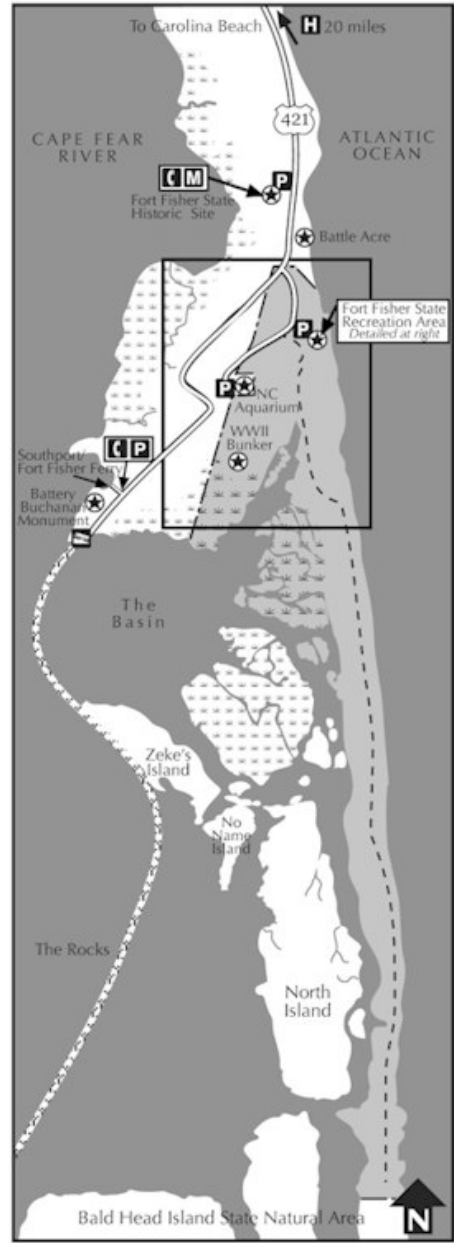 To Carolina Beach
H 20 miles
421
CAPE FEAR
RIVER
ATLANTIC
OCEAN
M
P
Fort Fisher State
Historic Site
Battle Acre
Fort Fisher State
Recreation Area
Detailed at right
P
P
NC
Aquarium
WWII
Bunker
P
Southport/
Fort Fisher Ferry
Battery
Buchanan
Monument
The
Basin
Zeke's
Island
No
Name
Island
The Rocks
North
Island
Bald Head Island State Natural Area
N